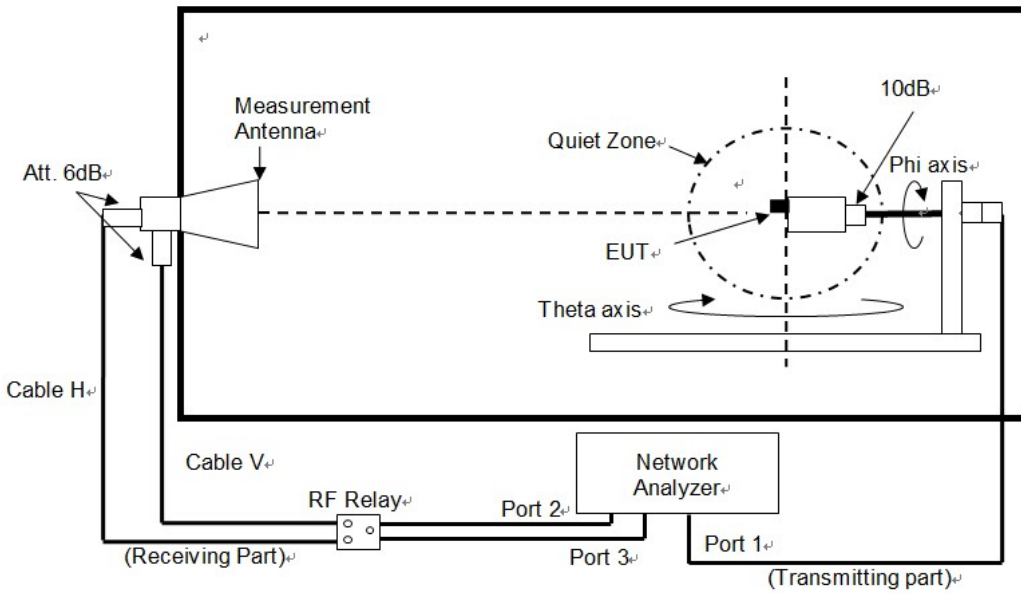 10dB
Measurement
Antenna
Quiet Zone
Phi axis
Att. 6dB
EUT
Theta axis
Cable H
Cable V
Network
Analyzer
RF Relay
Port 2
Port 3
Port 1
(Receiving Part)
(Transmitting part)